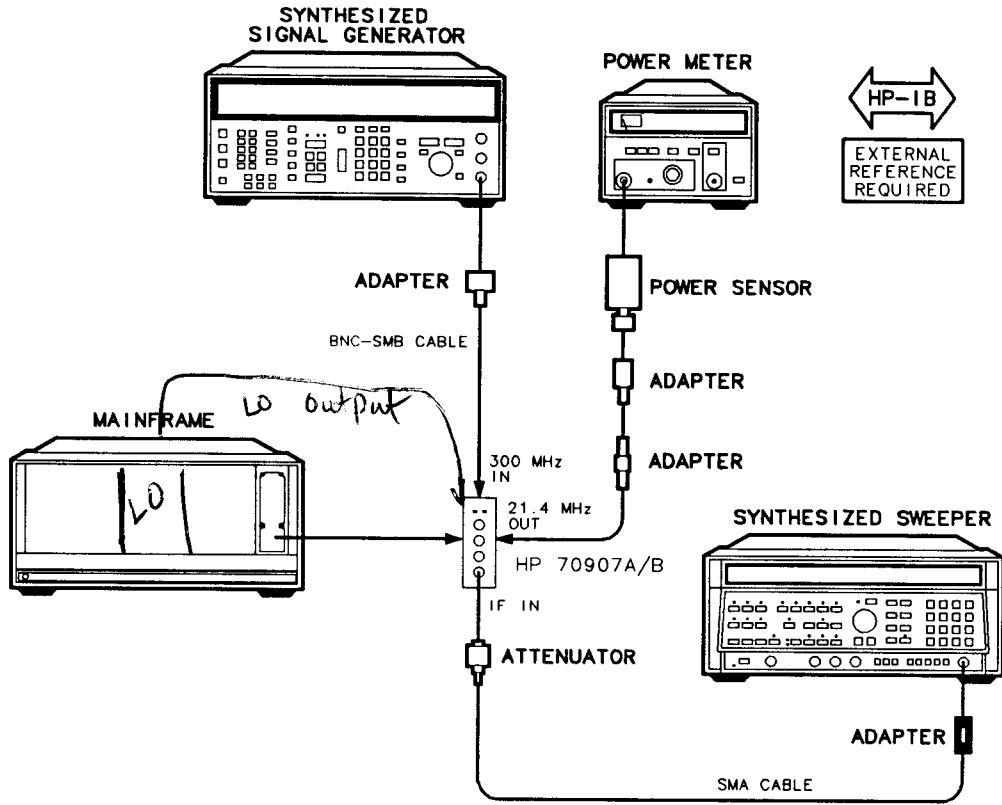 SYNTHESIZED
SIGNAL GENERATOR
POWER METER
HP-IB
EXTERNAL
REFERENCE
REQUIRED
ADAPTER
POWER SENSOR
BNC-SMB CABLE
ADAPTER
LO output
MAINFRAME
ADAPTER
300 MHz
IN
LO
21.4 MHz
OUT
SYNTHESIZED SWEEPER
HP 70907A/B
IF IN
ATTENUATOR
ADAPTER
SMA CABLE